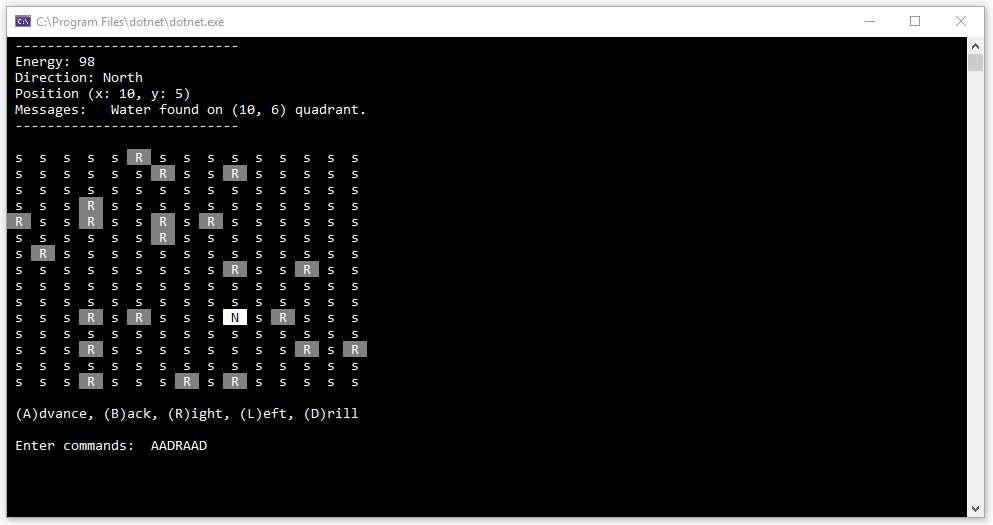 C:\Program Files\dotnet\dotnet.exe
----------------------------
Energy: 98
Direction: North
Position (x: 10, y: 5)
Messages:   Water found on (10, 6) quadrant.
----------------------------
s s s s s R s s s s s s s s s
s s s s s s R s s R s s s s s
s s s s s s s s s s s s s s s
s s s R s s s s s s s s s s s
R s s R s s R s R s s s s s s
s s s s s s R s s s s s s s s
s R s s s s s s s s s s s s s
s s s s s s s s s R s s R s s
s s s s s s s s s s s s s s s
s s s s s s s s s s s s s s s
s s s R s R s s s N s R s s s
s s s s s s s s s s s s s s s
s s s R s s s s s s s s R s R
s s s s s s s s s s s s s s s
s s s R s s s R s R s s s s s
(A)dvance, (B)ack, (R)ight, (L)eft, (D)rill
Enter commands:  AADRAAD